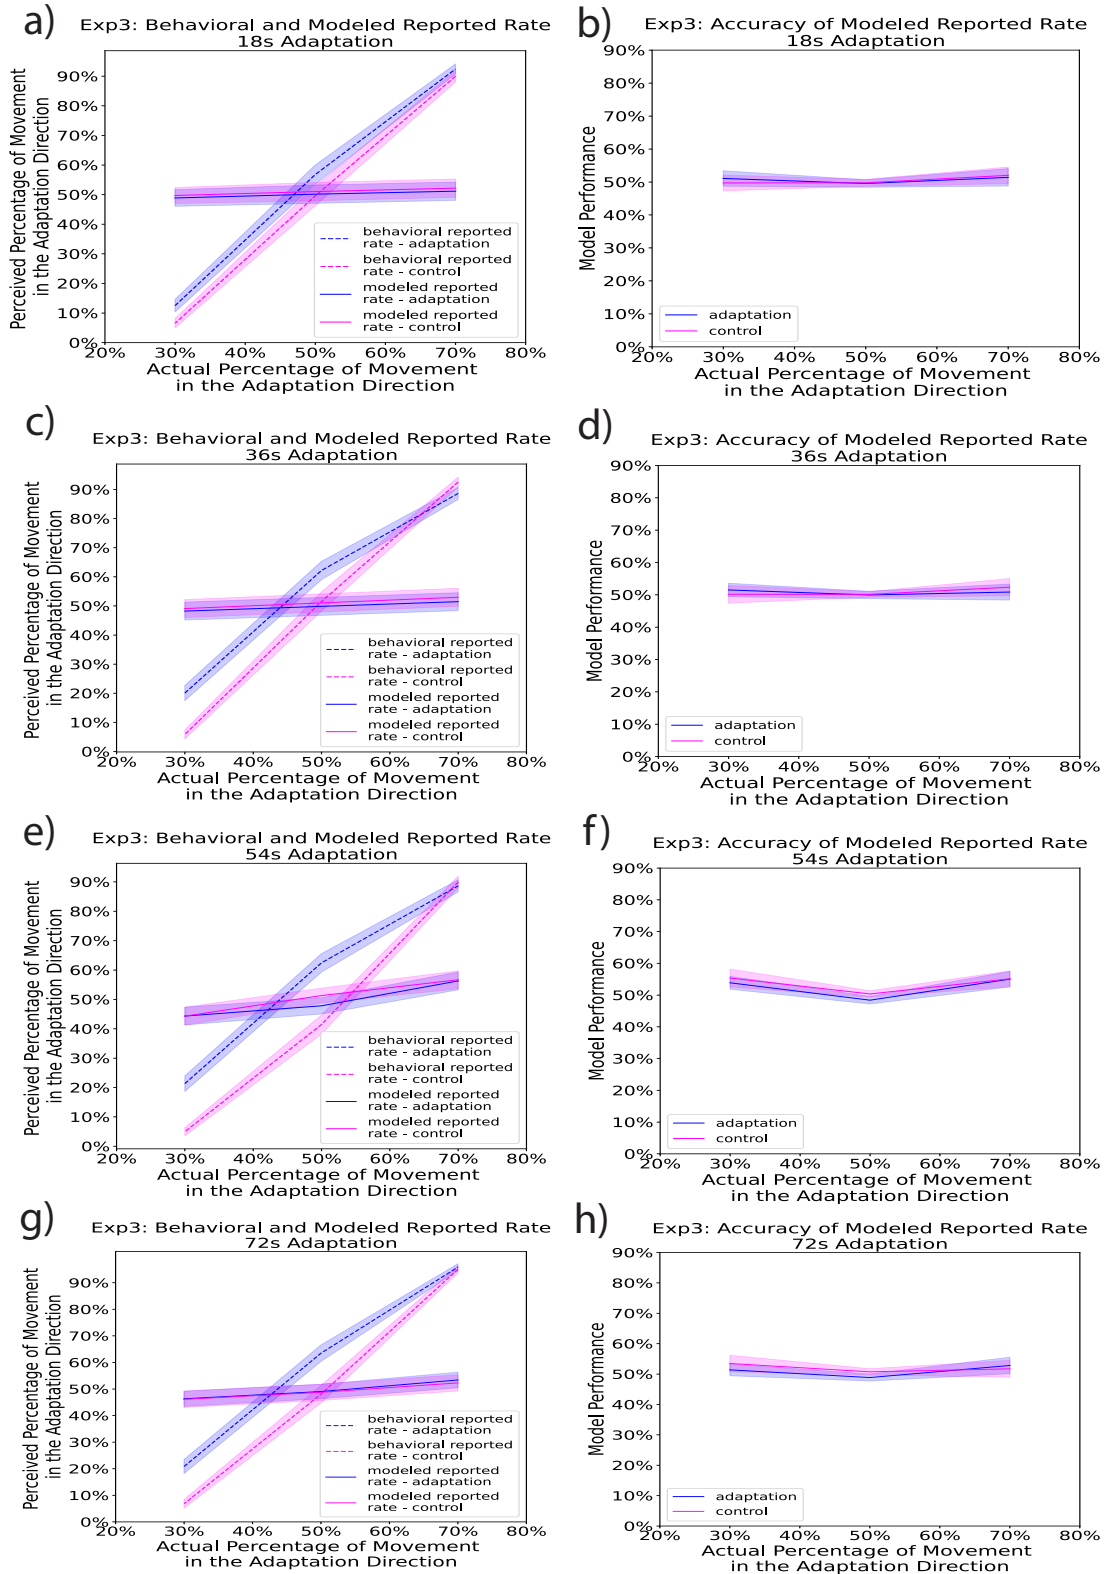 a)
Exp3: Behavioral and Modeled Reported Rate
18s Adaptation
Perceived Percentage of Movement
in the Adaptation Direction
90%
80%
70%
60%
50%
40%
30%
20%
10%
0%
behavioral reported
rate - adaptation
behavioral reported
rate - control
modeled reported
rate - adaptation
modeled reported
rate - control
20% 30% 40% 50% 60% 70% 80%
Actual Percentage of Movement
in the Adaptation Direction
b)
Exp3: Accuracy of Modeled Reported Rate
18s Adaptation
Model Performance
90%
80%
70%
60%
50%
40%
30%
20%
10%
0%
adaptation
control
20% 30% 40% 50% 60% 70% 80%
Actual Percentage of Movement
in the Adaptation Direction
c)
Exp3: Behavioral and Modeled Reported Rate
36s Adaptation
Perceived Percentage of Movement
in the Adaptation Direction
90%
80%
70%
60%
50%
40%
30%
20%
10%
0%
behavioral reported
rate - adaptation
behavioral reported
rate - control
modeled reported
rate - adaptation
modeled reported
rate - control
20% 30% 40% 50% 60% 70% 80%
Actual Percentage of Movement
in the Adaptation Direction
d)
Exp3: Accuracy of Modeled Reported Rate
36s Adaptation
Model Performance
90%
80%
70%
60%
50%
40%
30%
20%
10%
0%
adaptation
control
20% 30% 40% 50% 60% 70% 80%
Actual Percentage of Movement
in the Adaptation Direction
e)
Exp3: Behavioral and Modeled Reported Rate
54s Adaptation
Perceived Percentage of Movement
in the Adaptation Direction
90%
80%
70%
60%
50%
40%
30%
20%
10%
0%
behavioral reported
rate - adaptation
behavioral reported
rate - control
modeled reported
rate - adaptation
modeled reported
rate - control
20% 30% 40% 50% 60% 70% 80%
Actual Percentage of Movement
in the Adaptation Direction
f)
Exp3: Accuracy of Modeled Reported Rate
54s Adaptation
Model Performance
90%
80%
70%
60%
50%
40%
30%
20%
10%
0%
adaptation
control
20% 30% 40% 50% 60% 70% 80%
Actual Percentage of Movement
in the Adaptation Direction
g)
Exp3: Behavioral and Modeled Reported Rate
72s Adaptation
Perceived Percentage of Movement
in the Adaptation Direction
90%
80%
70%
60%
50%
40%
30%
20%
10%
0%
behavioral reported
rate - adaptation
behavioral reported
rate - control
modeled reported
rate - adaptation
modeled reported
rate - control
20% 30% 40% 50% 60% 70% 80%
Actual Percentage of Movement
in the Adaptation Direction
h)
Exp3: Accuracy of Modeled Reported Rate
72s Adaptation
Model Performance
90%
80%
70%
60%
50%
40%
30%
20%
10%
0%
adaptation
control
20% 30% 40% 50% 60% 70% 80%
Actual Percentage of Movement
in the Adaptation Direction